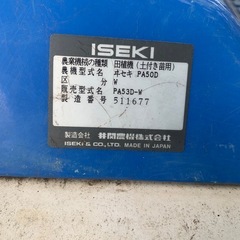 ISEKI
農業機械の種類 田植機(土付き苗用)
農機型式名 ヰセキ PA50D
区分 W
販売型式名 PA53D-W
製造番号 511677
製造会社 井関農機株式会社
ISEKI & CO., LTD. MADE IN JAPAN